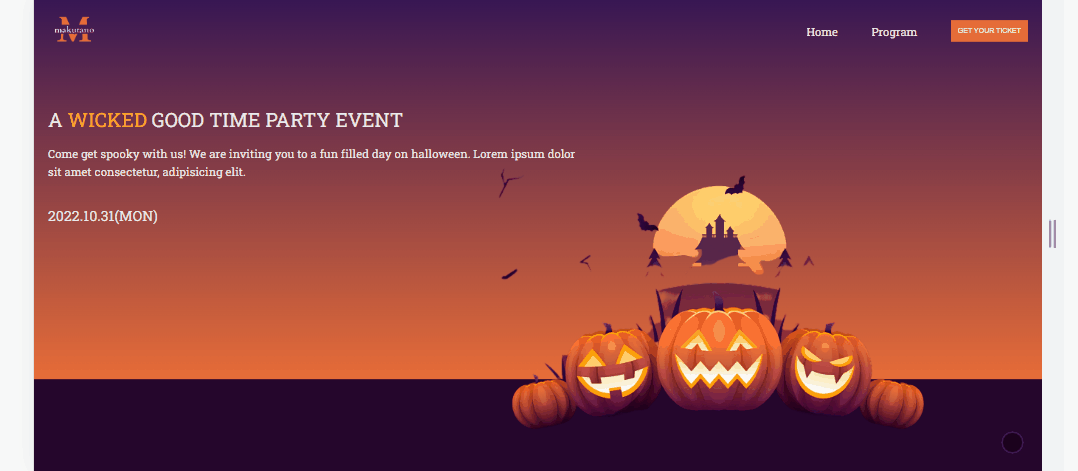 M
makutano
Home Program GET YOUR TICKET
A WICKED GOOD TIME PARTY EVENT
Come get spooky with us! We are inviting you to a fun filled day on halloween. Lorem ipsum dolor
sit amet consectetur, adipisicing elit.
2022.10.31(MON)